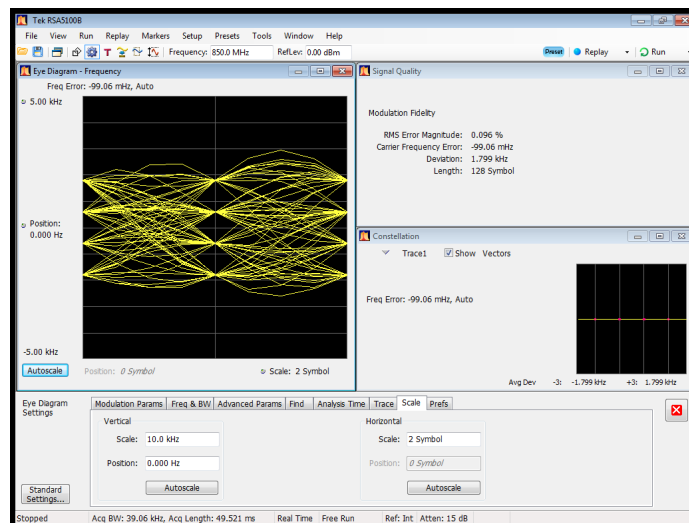 Tek RSA5100B
File View Run Replay Markers Setup Presets Tools Window Help
T Frequency: 850.0 MHz RefLev: 0.00 dBm Preset Replay Run
Eye Diagram - Frequency
Freq Error: -99.06 mHz, Auto
5.00 kHz
Position:
0.000 Hz
-5.00 kHz
Autoscale Position: 0 Symbol Scale: 2 Symbol
Signal Quality
Modulation Fidelity
RMS Error Magnitude: 0.096 %
Carrier Frequency Error: -99.06 mHz
Deviation: 1.799 kHz
Length: 128 Symbol
Constellation
Trace1 Show Vectors
Freq Error: -99.06 mHz, Auto
Avg Dev -3: -1.799 kHz +3: 1.799 kHz
Eye Diagram
Settings
Modulation Params Freq & BW Advanced Params Find Analysis Time Trace Scale Prefs
Vertical
Scale: 10.0 kHz
Position: 0.000 Hz
Autoscale
Horizontal
Scale: 2 Symbol
Position: 0 Symbol
Autoscale
Standard
Settings...
Stopped Acq BW: 39.06 kHz, Acq Length: 49.521 ms Real Time Free Run Ref: Int Atten: 15 dB